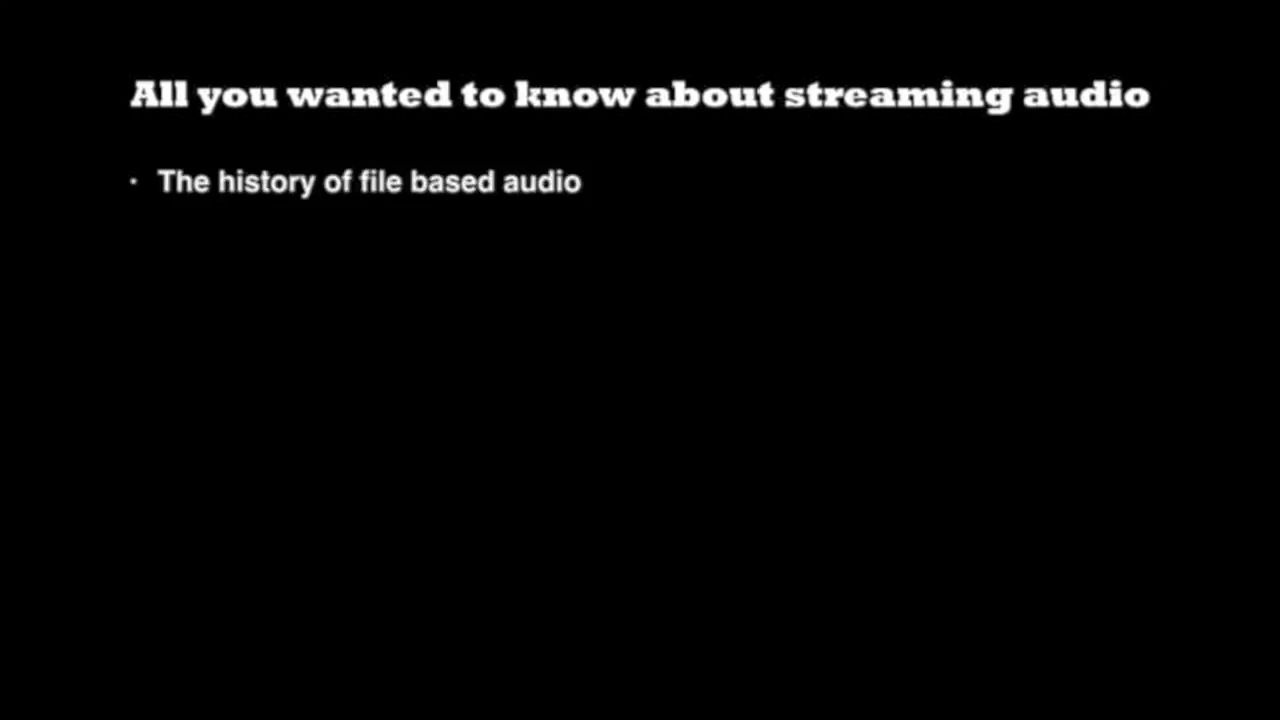 All you wanted to know about streaming audio
· The history of file based audio